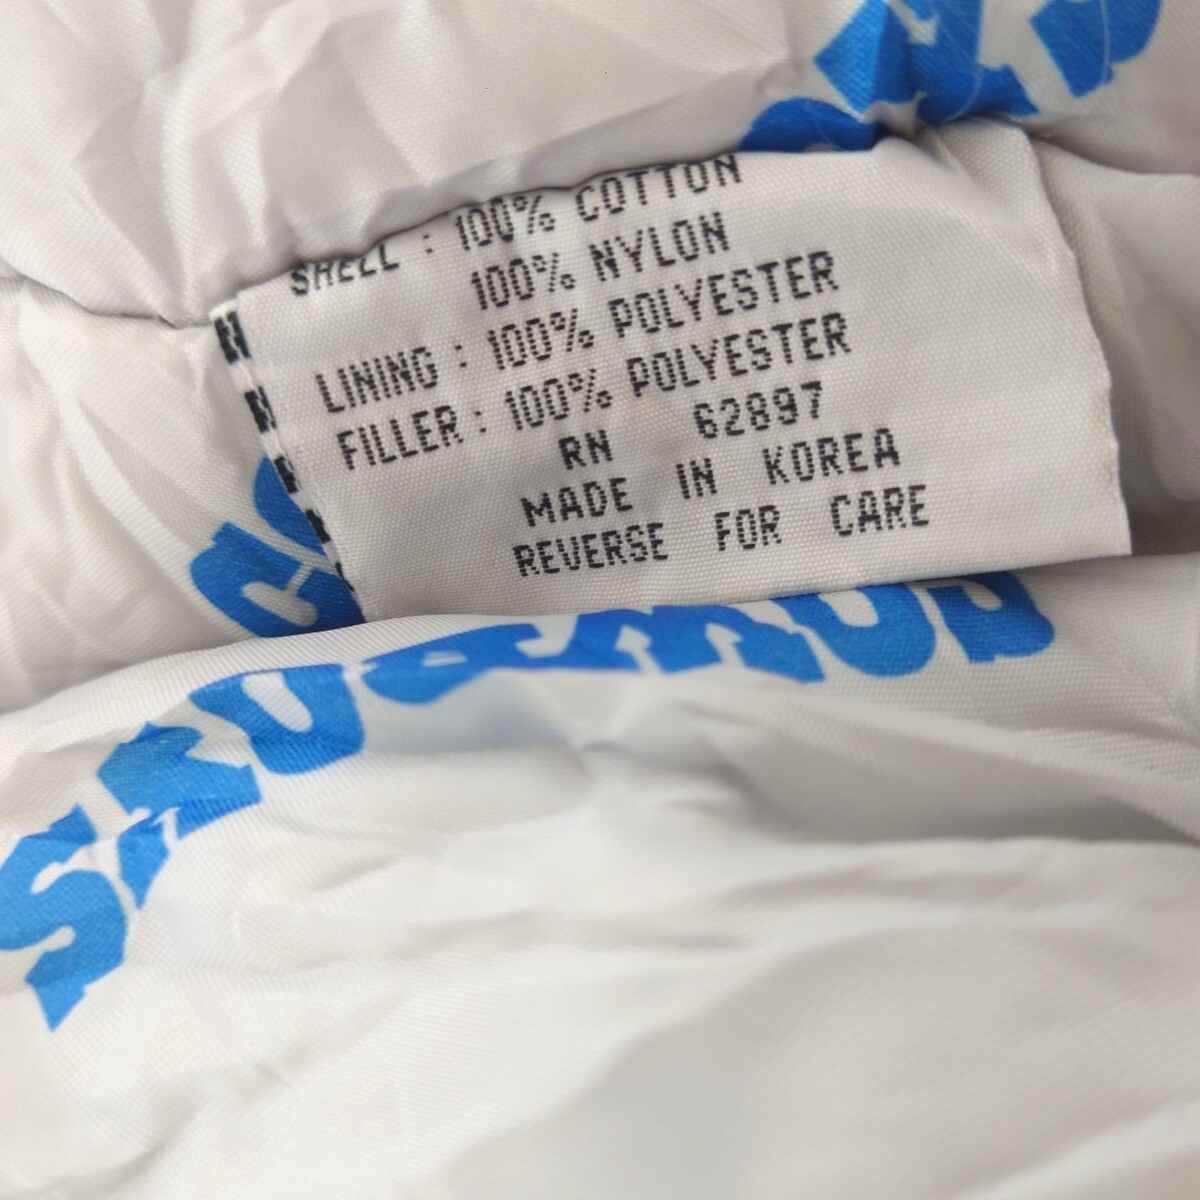 SHELL : 100% COTTON
100% NYLON
LINING : 100% POLYESTER
FILLER : 100% POLYESTER
RN 62897
MADE IN KOREA
REVERSE FOR CARE